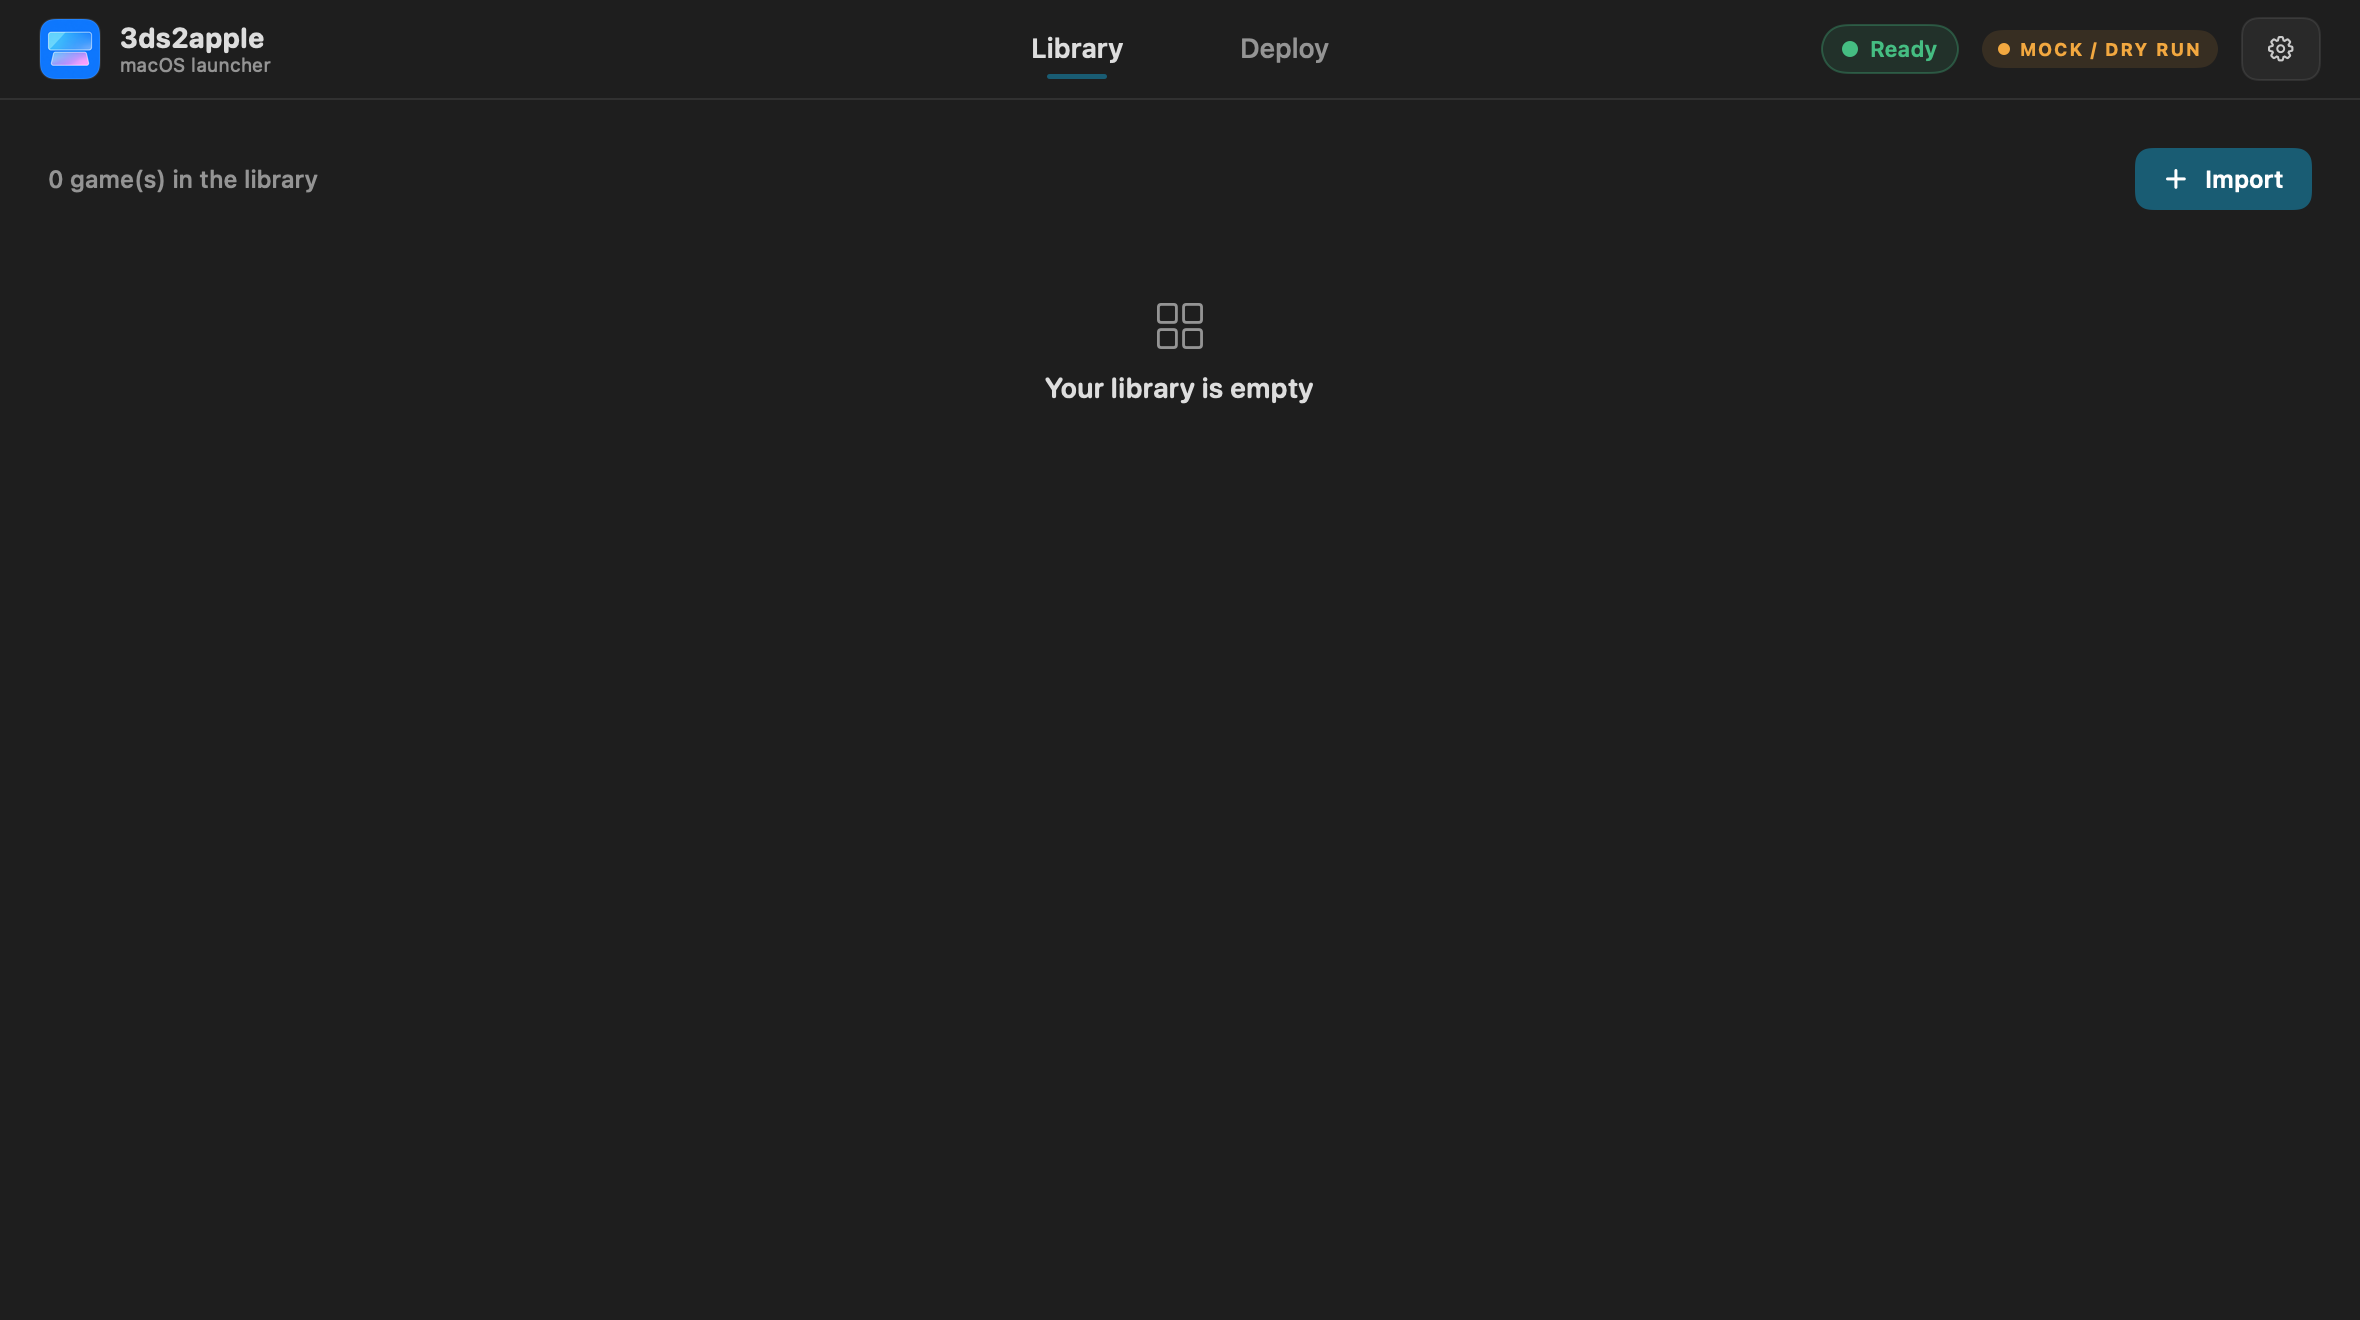 3ds2apple
macOS launcher
Library
Deploy
Ready
MOCK / DRY RUN
0 game(s) in the library
+ Import
Your library is empty